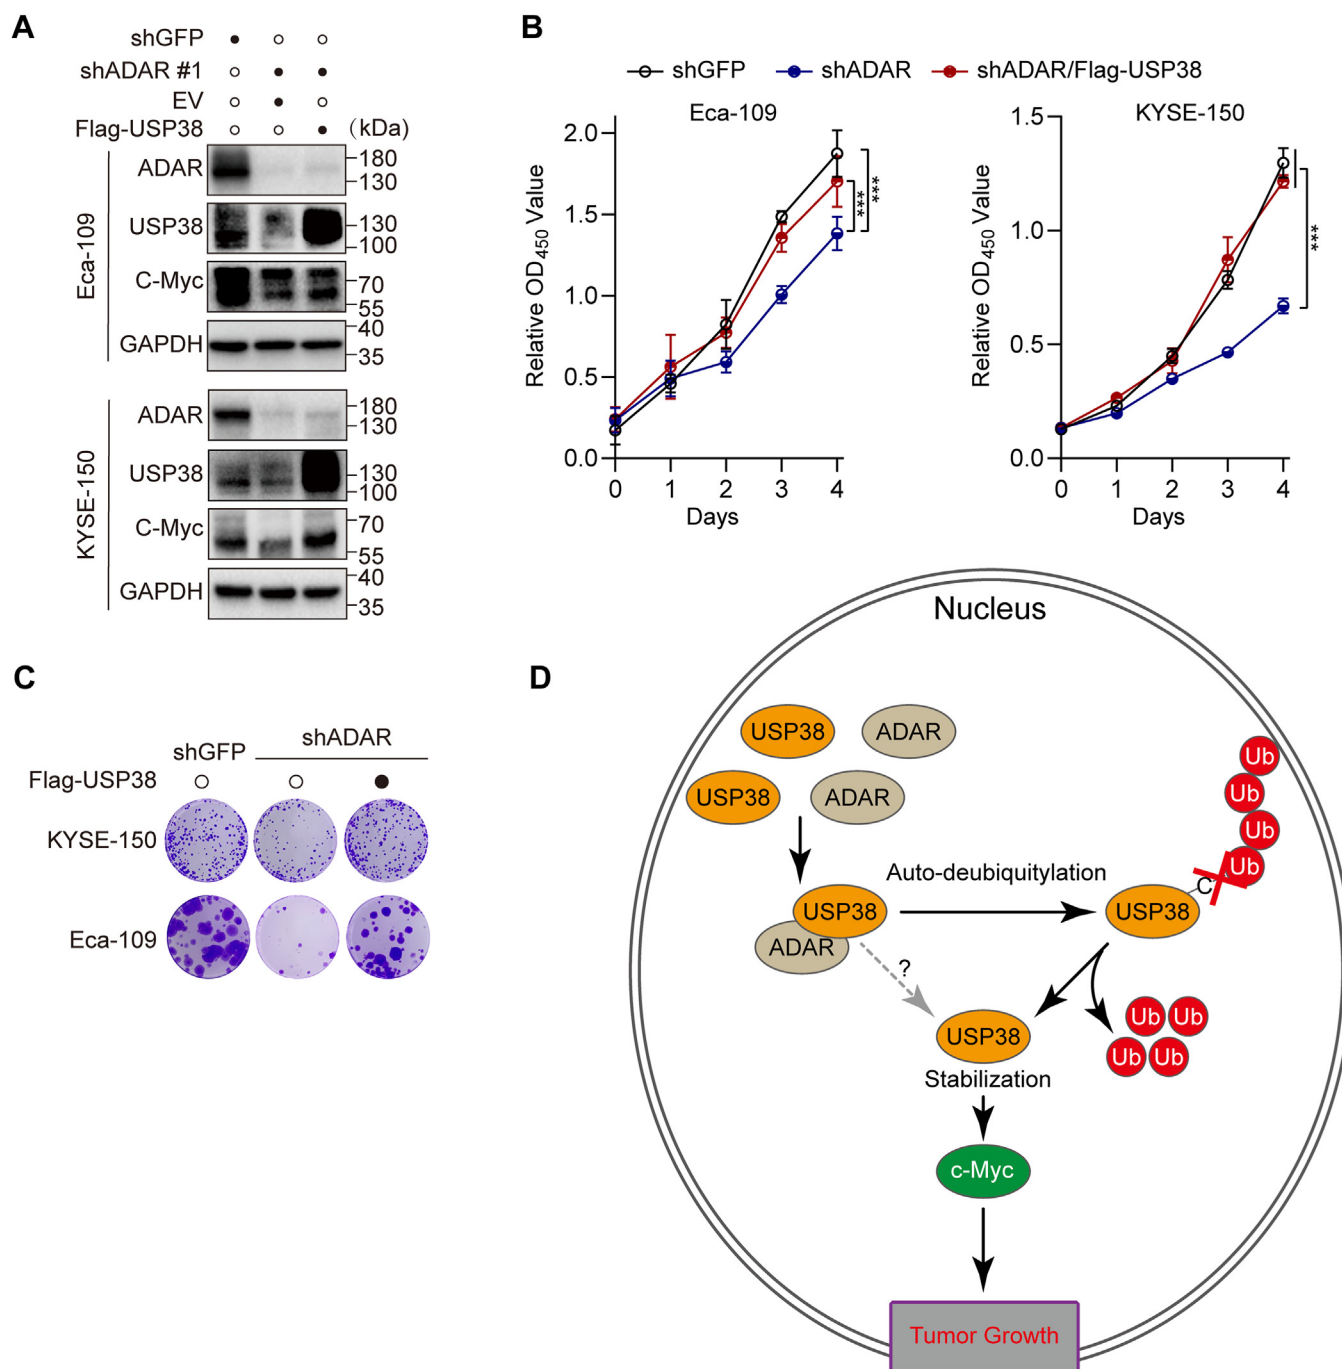 A
shGFP
shADAR #1
EV
Flag-USP38
(kDa)
Eca-109
ADAR
180
130
USP38
130
100
C-Myc
70
55
GAPDH
40
35
KYSE-150
ADAR
180
130
USP38
130
100
C-Myc
70
55
GAPDH
40
35
B
shGFP shADAR shADAR/Flag-USP38
Eca-109
Relative OD450 Value
2.0
1.5
1.0
0.5
0.0
0 1 2 3 4
Days
***
***
KYSE-150
Relative OD450 Value
1.5
1.0
0.5
0.0
0 1 2 3 4
Days
***
C
shGFP shADAR
Flag-USP38
KYSE-150
Eca-109
D
Nucleus
USP38 ADAR
USP38 ADAR
Ub
Ub
Ub
Ub
C
Auto-deubiquitylation
USP38
ADAR
USP38
?
USP38
Stabilization
Ub Ub
Ub Ub
c-Myc
Tumor Growth